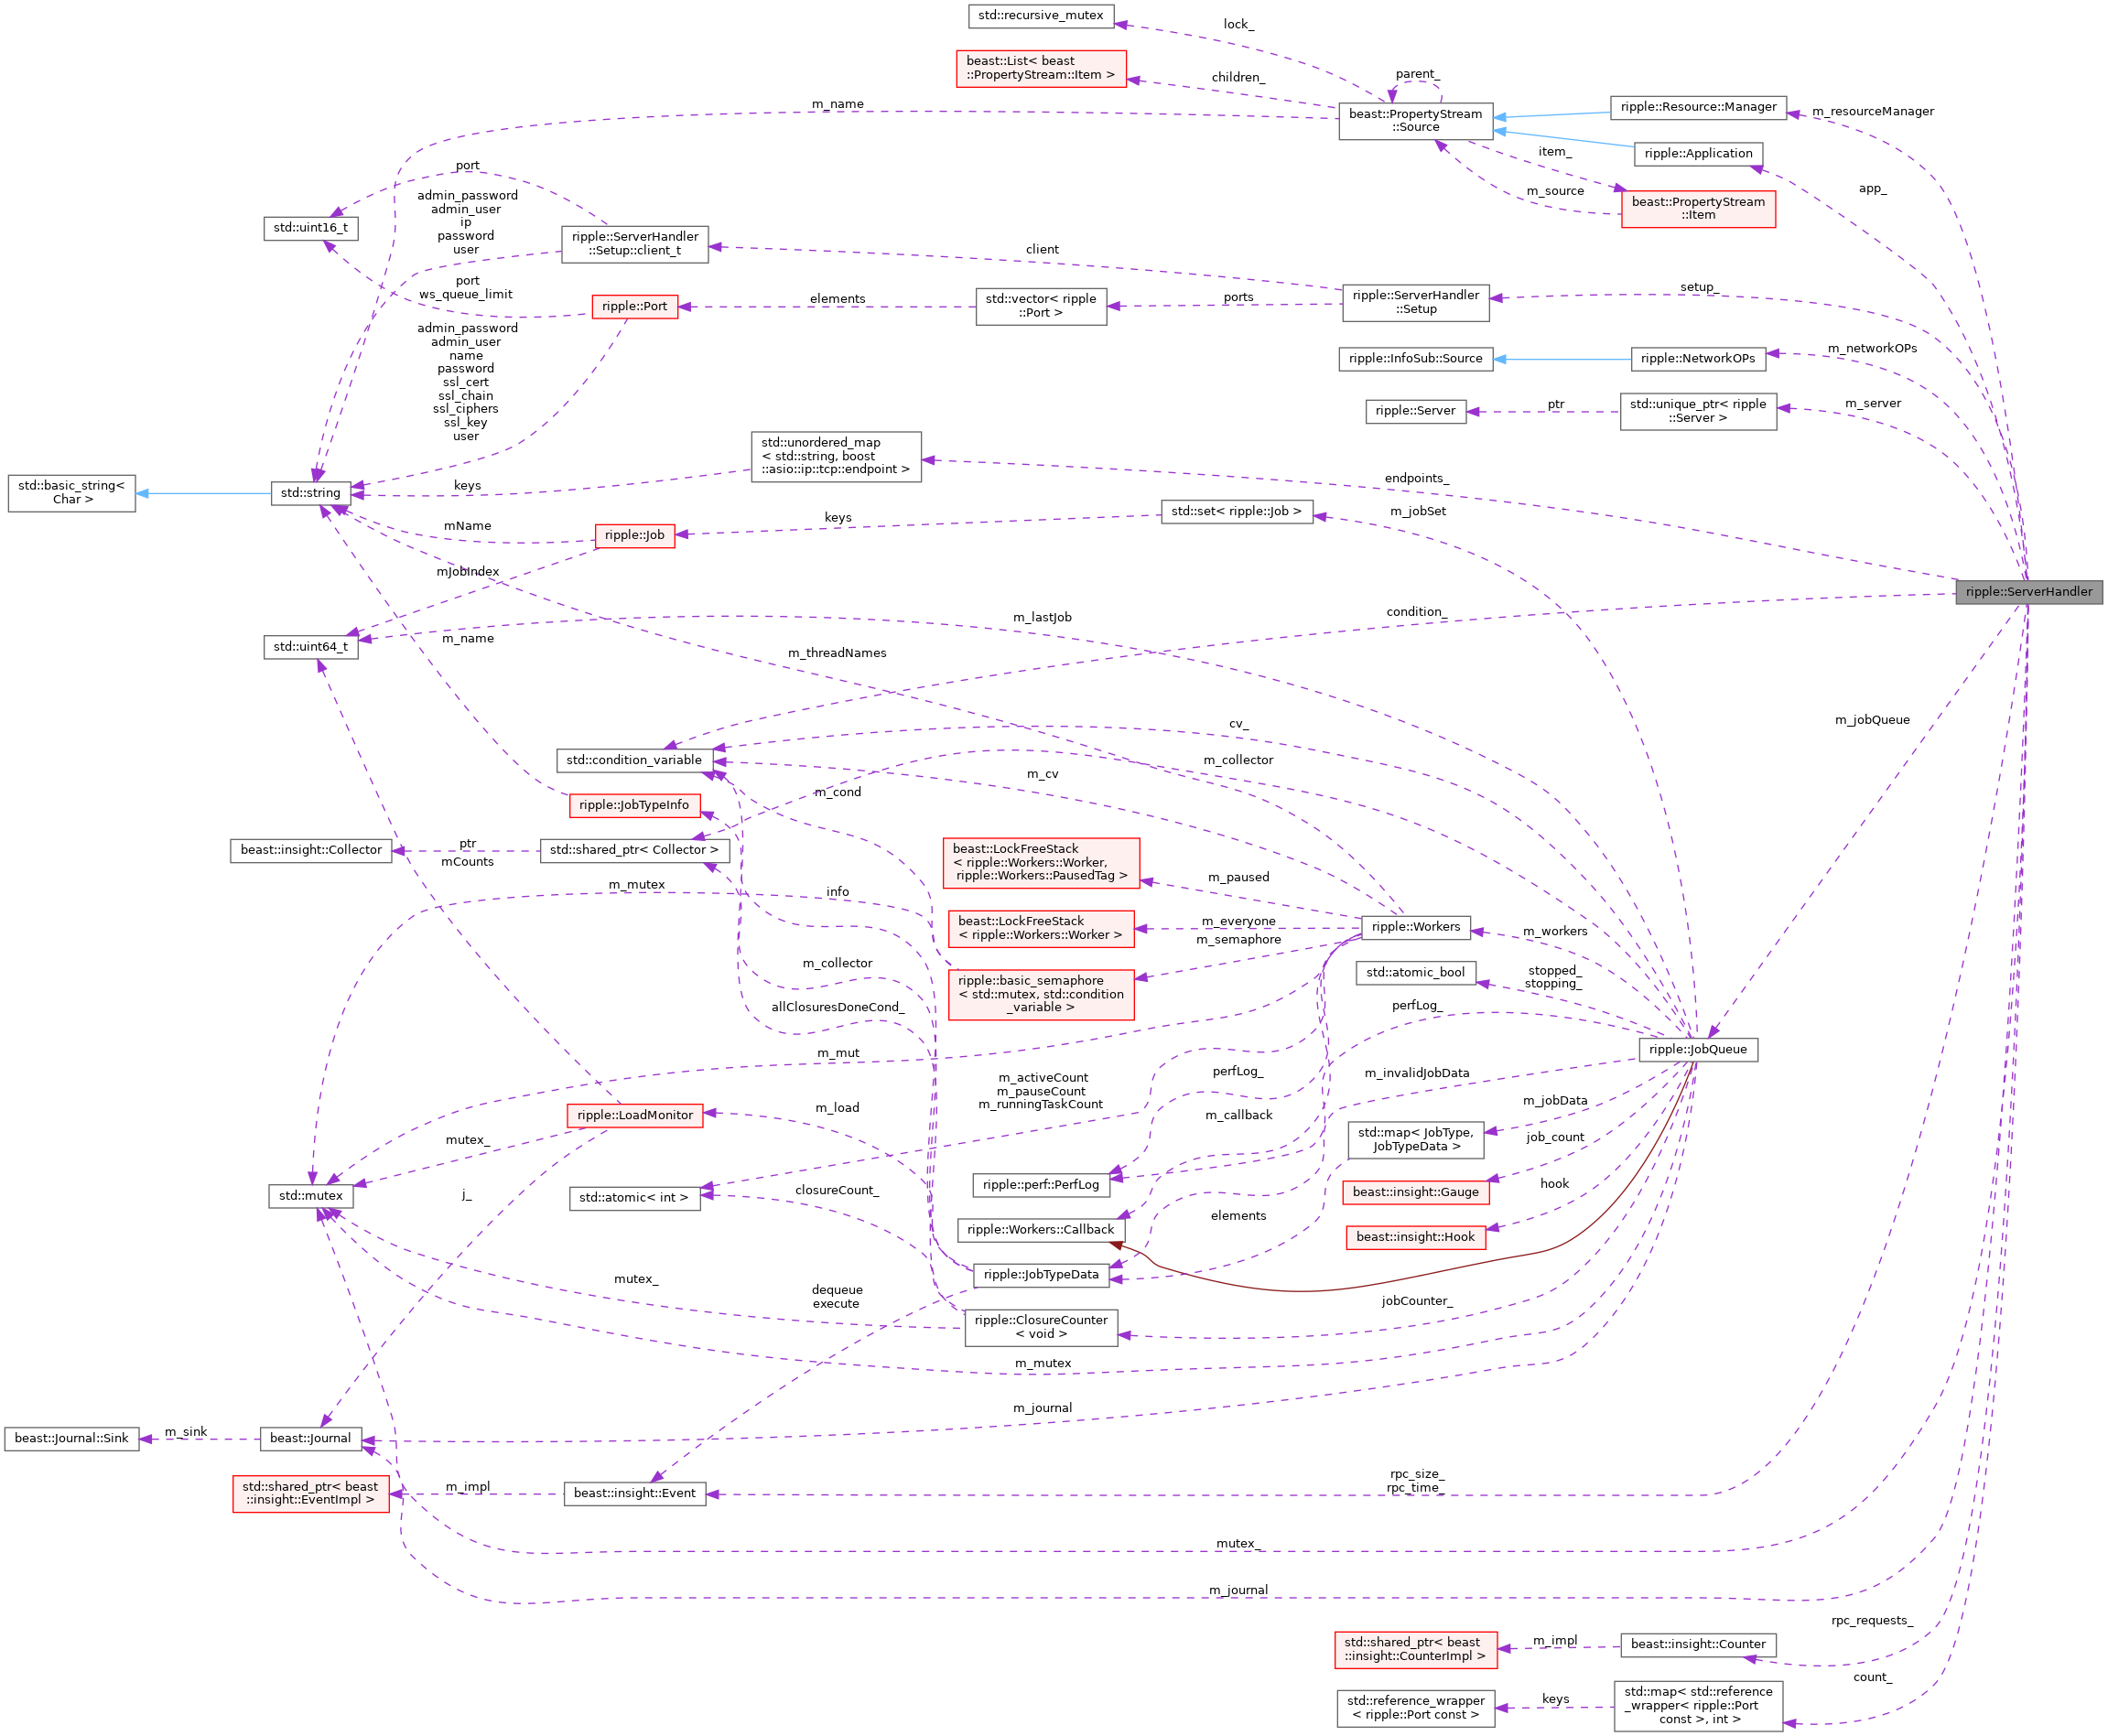 std::recursive_mutex
lock_
beast::List< beast
::PropertyStream::Item >
children_
parent_
m_name
beast::PropertyStream
::Source
ripple::Resource::Manager
m_resourceManager
ripple::Application
item_
m_source
beast::PropertyStream
::Item
app_
port
std::uint16_t
admin_password
admin_user
ip
password
user
ripple::ServerHandler
::Setup::client_t
client
port
ws_queue_limit
ripple::Port
elements
std::vector< ripple
::Port >
ports
ripple::ServerHandler
::Setup
setup_
admin_password
admin_user
name
password
ssl_cert
ssl_chain
ssl_ciphers
ssl_key
user
ripple::InfoSub::Source
ripple::NetworkOPs
m_networkOPs
ripple::Server
ptr
std::unique_ptr< ripple
::Server >
m_server
std::unordered_map
< std::string, boost
::asio::ip::tcp::endpoint >
endpoints_
std::basic_string<
Char >
std::string
keys
mName
ripple::Job
keys
std::set< ripple::Job >
m_jobSet
mJobIndex
ripple::ServerHandler
condition_
std::uint64_t
m_name
m_threadNames
m_lastJob
m_jobQueue
std::condition_variable
cv_
m_cv
m_collector
ripple::JobTypeInfo
m_cond
beast::insight::Collector
ptr
mCounts
std::shared_ptr< Collector >
beast::LockFreeStack
< ripple::Workers::Worker,
ripple::Workers::PausedTag >
m_paused
m_mutex
info
beast::LockFreeStack
< ripple::Workers::Worker >
m_everyone
m_semaphore
ripple::Workers
m_workers
m_collector
ripple::basic_semaphore
< std::mutex, std::condition
_variable >
std::atomic_bool
stopped_
stopping_
allClosuresDoneCond_
perfLog_
m_mut
ripple::JobQueue
m_activeCount
m_pauseCount
m_runningTaskCount
perfLog_
m_invalidJobData
m_jobData
ripple::LoadMonitor
m_load
m_callback
mutex_
std::map< JobType,
JobTypeData >
job_count
std::mutex
j_
std::atomic< int >
closureCount_
ripple::perf::PerfLog
beast::insight::Gauge
hook
ripple::Workers::Callback
elements
beast::insight::Hook
mutex_
dequeue
execute
ripple::JobTypeData
ripple::ClosureCounter
< void >
jobCounter_
m_mutex
m_journal
beast::Journal::Sink
m_sink
beast::Journal
std::shared_ptr< beast
::insight::EventImpl >
m_impl
beast::insight::Event
rpc_size_
rpc_time_
mutex_
m_journal
std::shared_ptr< beast
::insight::CounterImpl >
m_impl
beast::insight::Counter
rpc_requests_
count_
std::reference_wrapper
< ripple::Port const >
keys
std::map< std::reference
_wrapper< ripple::Port
const >, int >